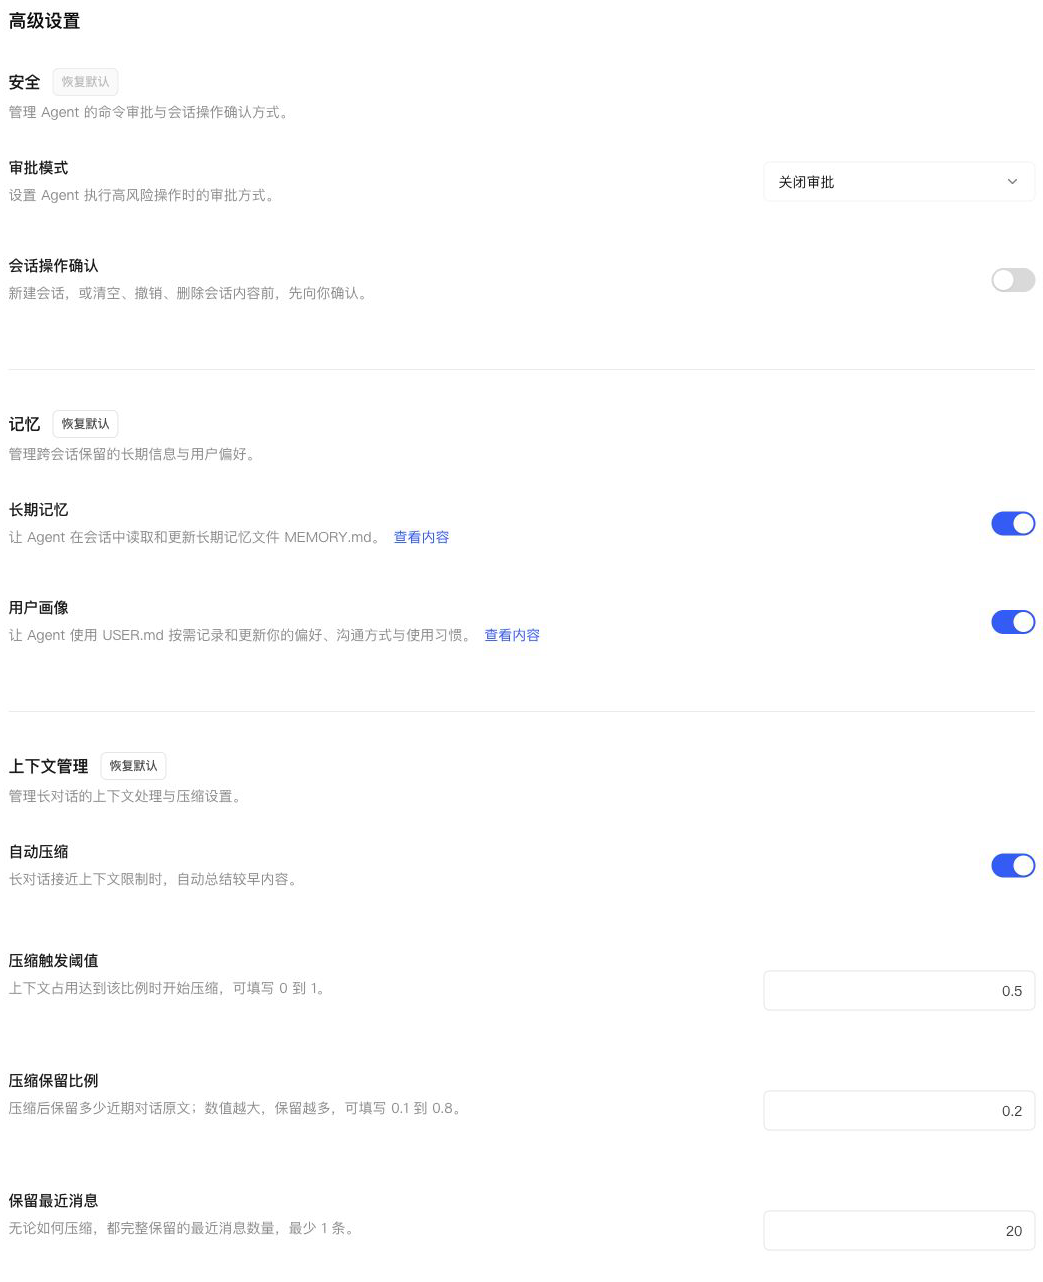 高级设置
安全 恢复默认
管理 Agent 的命令审批与会话操作确认方式。
审批模式
设置 Agent 执行高风险操作时的审批方式。
关闭审批
会话操作确认
新建会话，或清空、撤销、删除会话内容前，先向你确认。
记忆 恢复默认
管理跨会话保留的长期信息与用户偏好。
长期记忆
让 Agent 在会话中读取和更新长期记忆文件 MEMORY.md。 查看内容
用户画像
让 Agent 使用 USER.md 按需记录和更新你的偏好、沟通方式与使用习惯。 查看内容
上下文管理 恢复默认
管理长对话的上下文处理与压缩设置。
自动压缩
长对话接近上下文限制时，自动总结较早内容。
压缩触发阈值
上下文占用达到该比例时开始压缩，可填写 0 到 1。
0.5
压缩保留比例
压缩后保留多少近期对话原文；数值越大，保留越多，可填写 0.1 到 0.8。
0.2
保留最近消息
无论如何压缩，都完整保留的最近消息数量，最少 1 条。
20